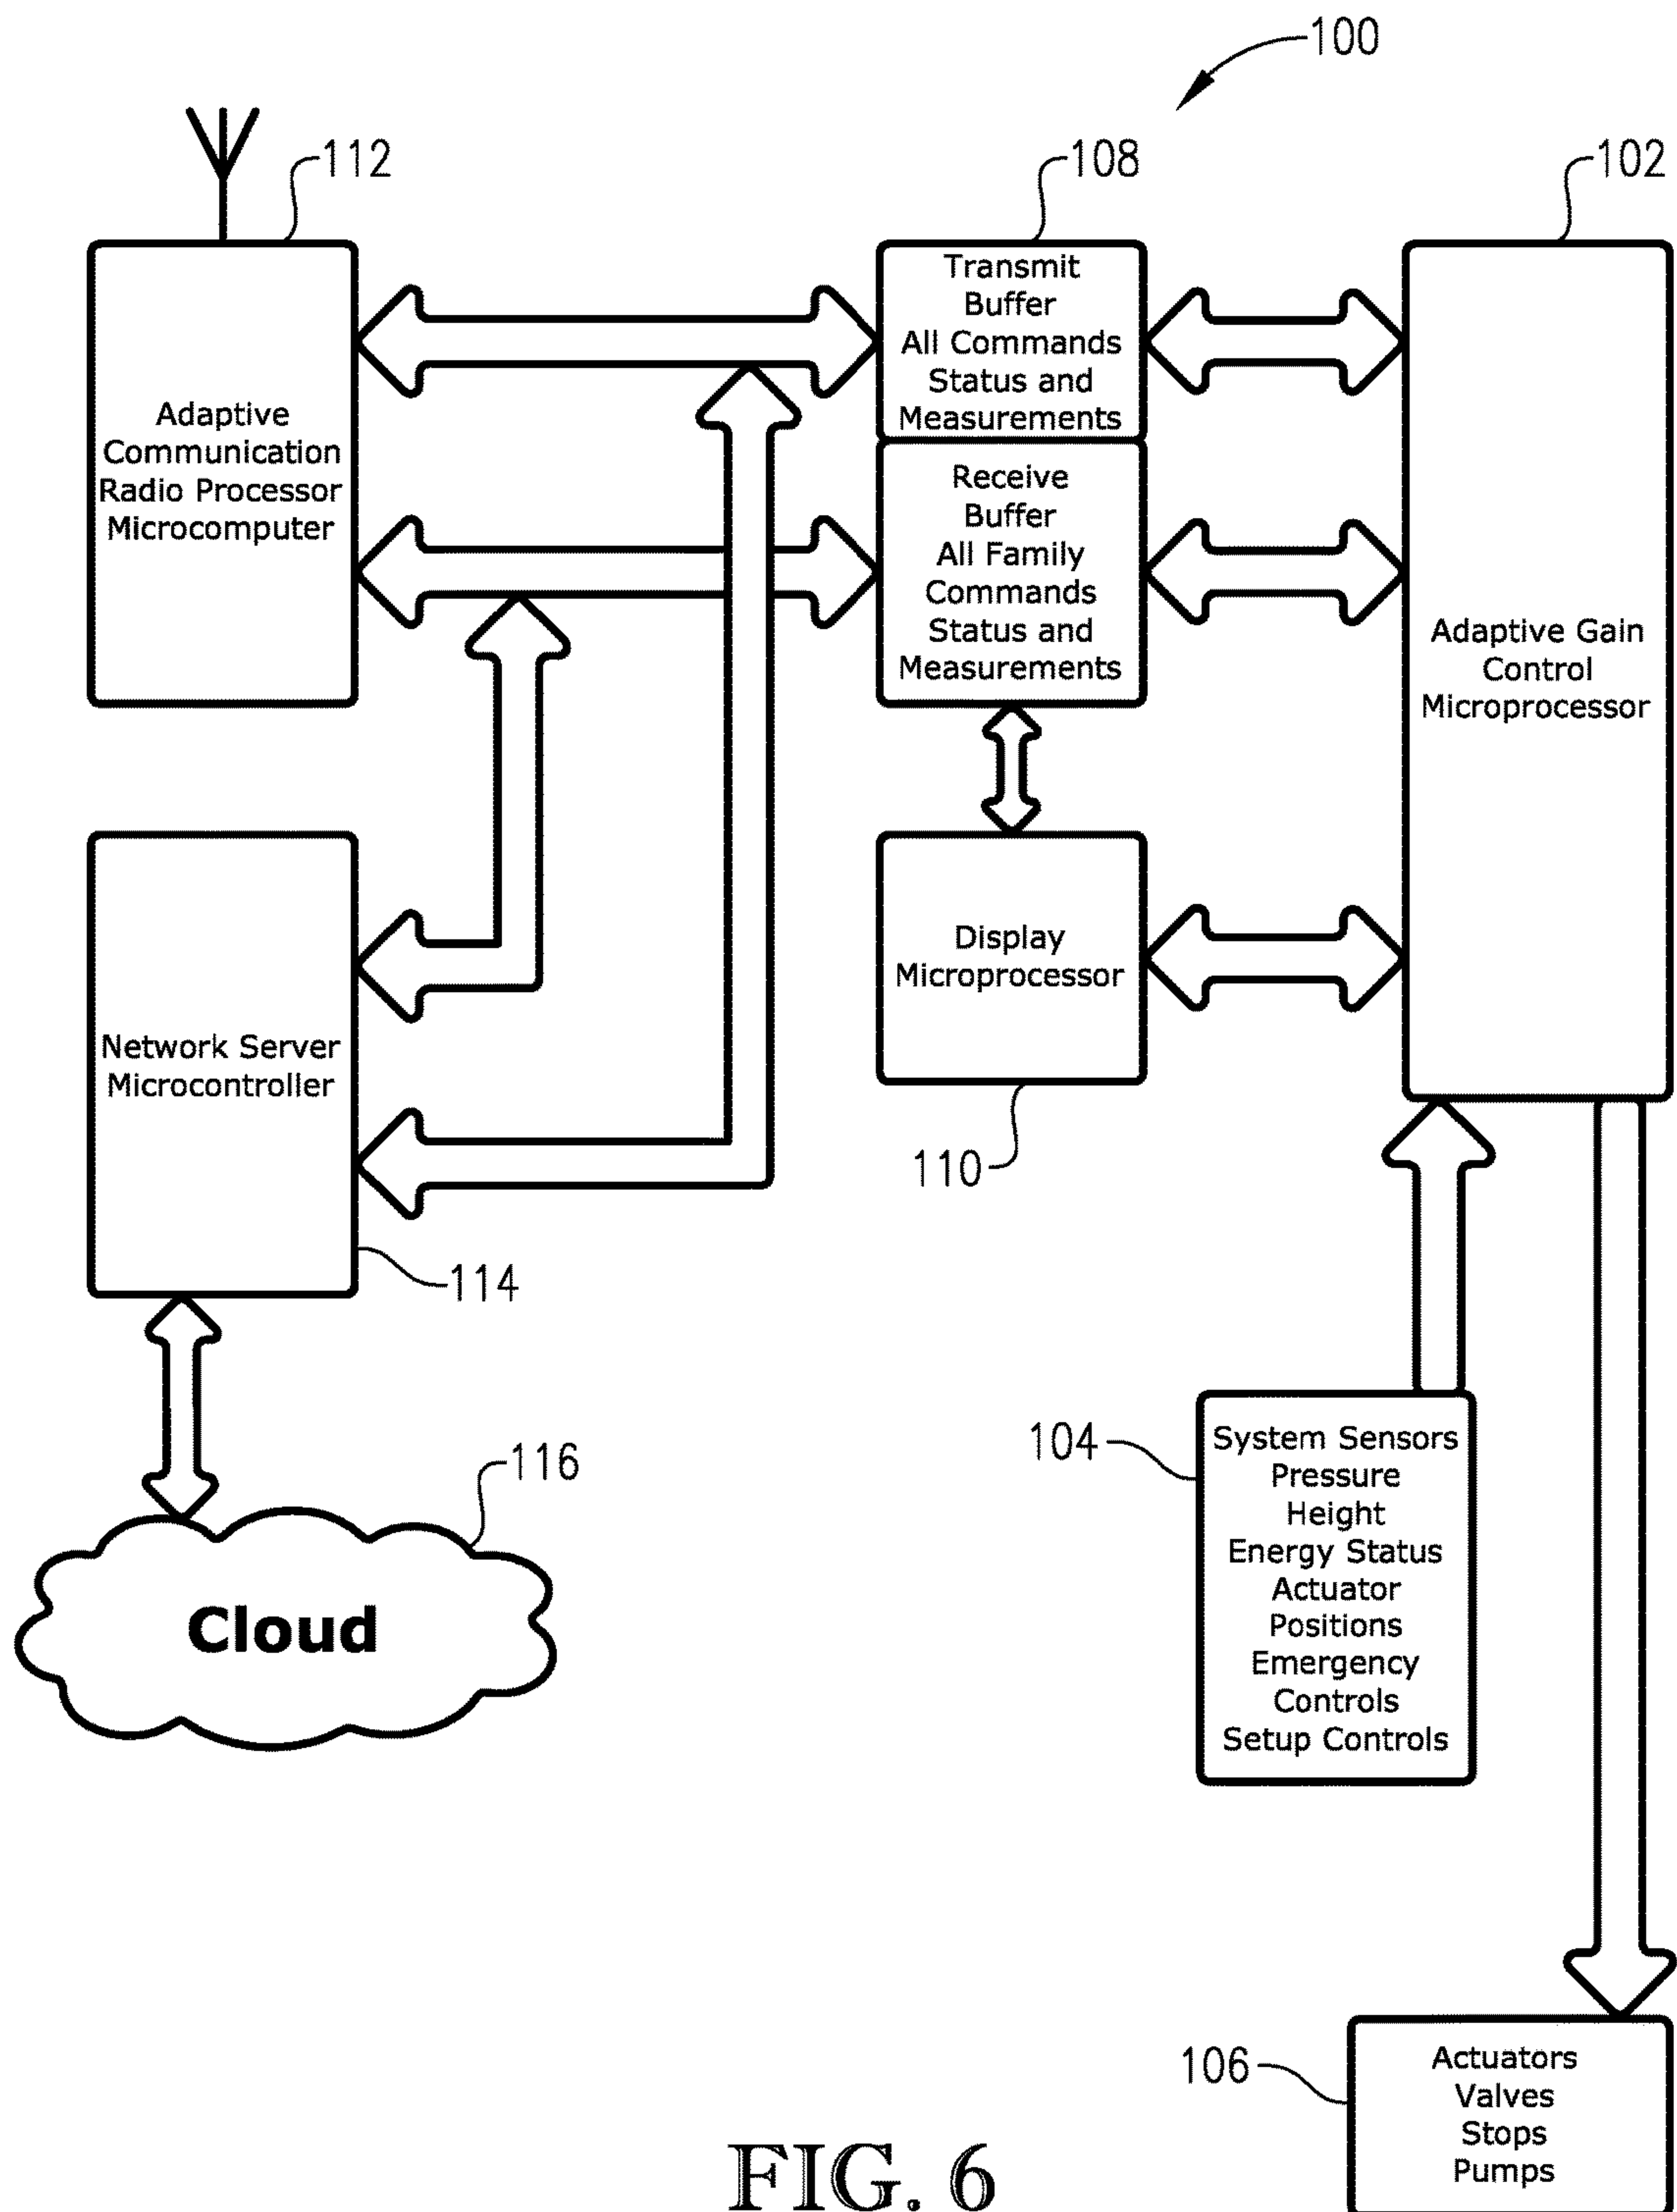 100
112
108
102
Transmit
Buffer
All Commands
Status and
Measurements
Adaptive
Communication
Radio Processor
Microcomputer
Receive
Buffer
All Family
Commands
Status and
Measurements
Adaptive Gain
Control
Microprocessor
Display
Microprocessor
Network Server
Microcontroller
110
114
104
System Sensors
Pressure
Height
Energy Status
Actuator
Positions
Emergency
Controls
Setup Controls
116
Cloud
106
Actuators
Valves
Stops
Pumps
FIG. 6